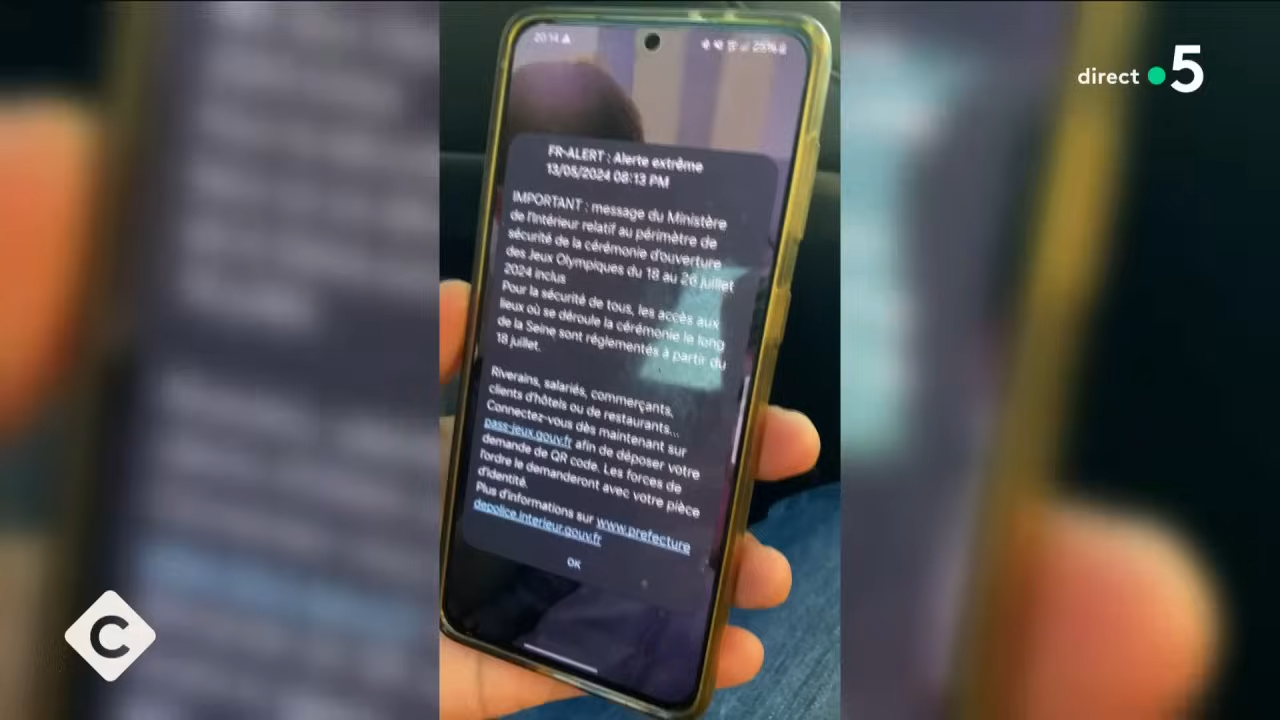 direct 5
20:14
25%
FR-ALERT : Alerte extrême
13/05/2024 08:13 PM
IMPORTANT : message du Ministère
de l'Intérieur relatif au périmètre de
sécurité de la cérémonie d'ouverture
des Jeux Olympiques du 18 au 26 juillet
2024 inclus
Pour la sécurité de tous, les accès aux
lieux où se déroule la cérémonie le long
de la Seine sont réglementés à partir du
18 juillet.
Riverains, salariés, commerçants,
clients d'hôtels ou de restaurants...
Connectez-vous dès maintenant sur
pass-jeux.gouv.fr afin de déposer votre
demande de QR code. Les forces de
l'ordre le demanderont avec votre pièce
d'identité.
Plus d'informations sur www.prefecture
depolice.interieur.gouv.fr
OK
C